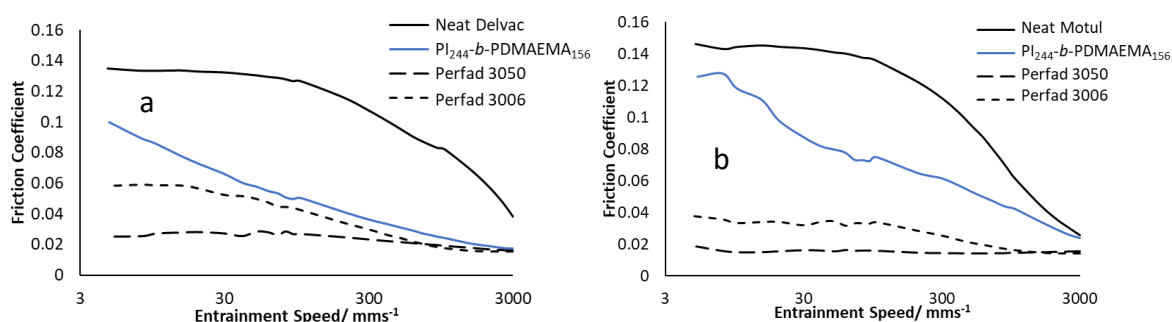 0.16
0.14
0.12
0.1
0.08
0.06
0.04
0.02
0
Friction Coefficient
a
Neat Delvac
PI₂₄₄-b-PDMAEMA₁₅₆
Perfad 3050
Perfad 3006
3 30 300 3000
Entrainment Speed/ mms⁻¹
0.16
0.14
0.12
0.1
0.08
0.06
0.04
0.02
0
Friction Coefficient
b
Neat Motul
PI₂₄₄-b-PDMAEMA₁₅₆
Perfad 3050
Perfad 3006
3 30 300 3000
Entrainment Speed/ mms⁻¹